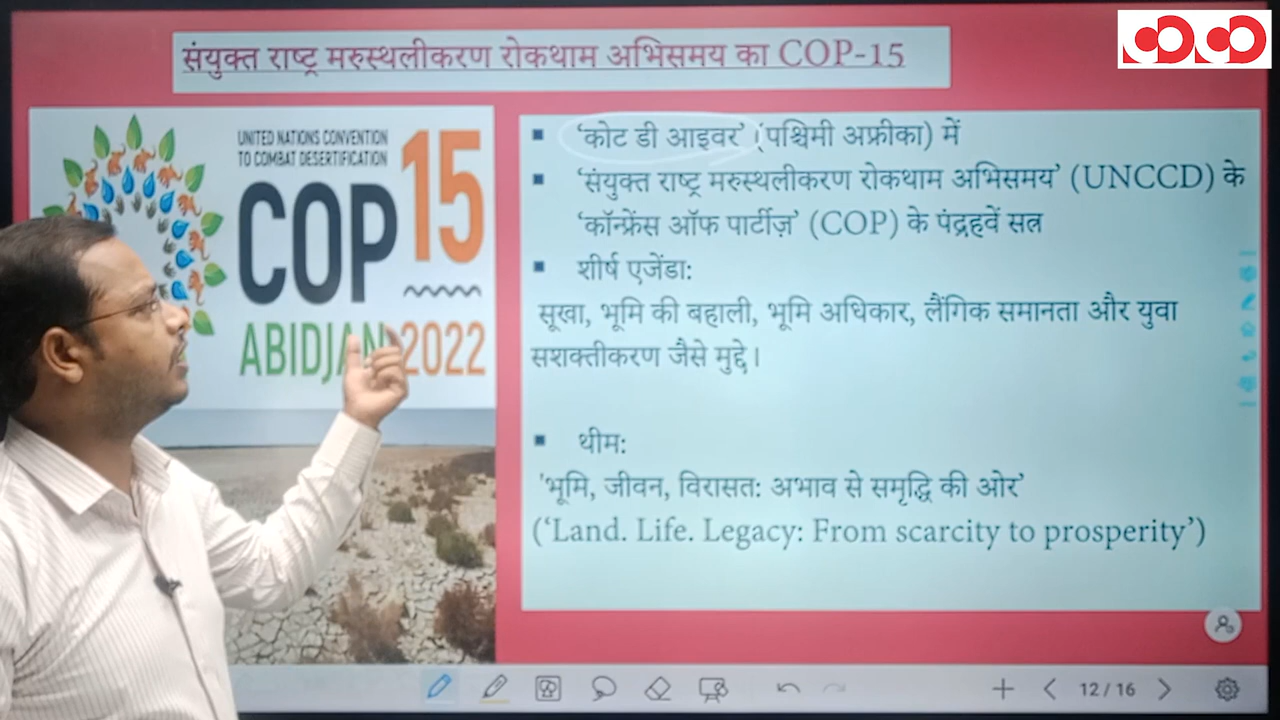 संयुक्त राष्ट्र मरुस्थलीकरण रोकथाम अभिसमय का COP-15
UNITED NATIONS CONVENTION
TO COMBAT DESERTIFICATION
COP15
ABIDJAN 2022
▪ ‘कोट डी आइवर’ (पश्चिमी अफ्रीका) में
▪ ‘संयुक्त राष्ट्र मरुस्थलीकरण रोकथाम अभिसमय’ (UNCCD) के
‘कॉन्फ्रेंस ऑफ पार्टीज़’ (COP) के पंद्रहवें सत्र
▪ शीर्ष एजेंडा:
सूखा, भूमि की बहाली, भूमि अधिकार, लैंगिक समानता और युवा
सशक्तीकरण जैसे मुद्दे।
▪ थीम:
'भूमि, जीवन, विरासत: अभाव से समृद्धि की ओर’
(‘Land. Life. Legacy: From scarcity to prosperity’)
12/16